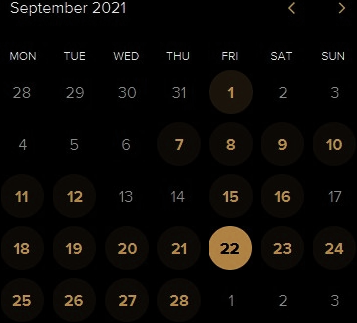 September 2021
MON TUE WED THU FRI SAT SUN
28 29 30 31 1 2 3
4 5 6 7 8 9 10
11 12 13 14 15 16 17
18 19 20 21 22 23 24
25 26 27 28 1 2 3